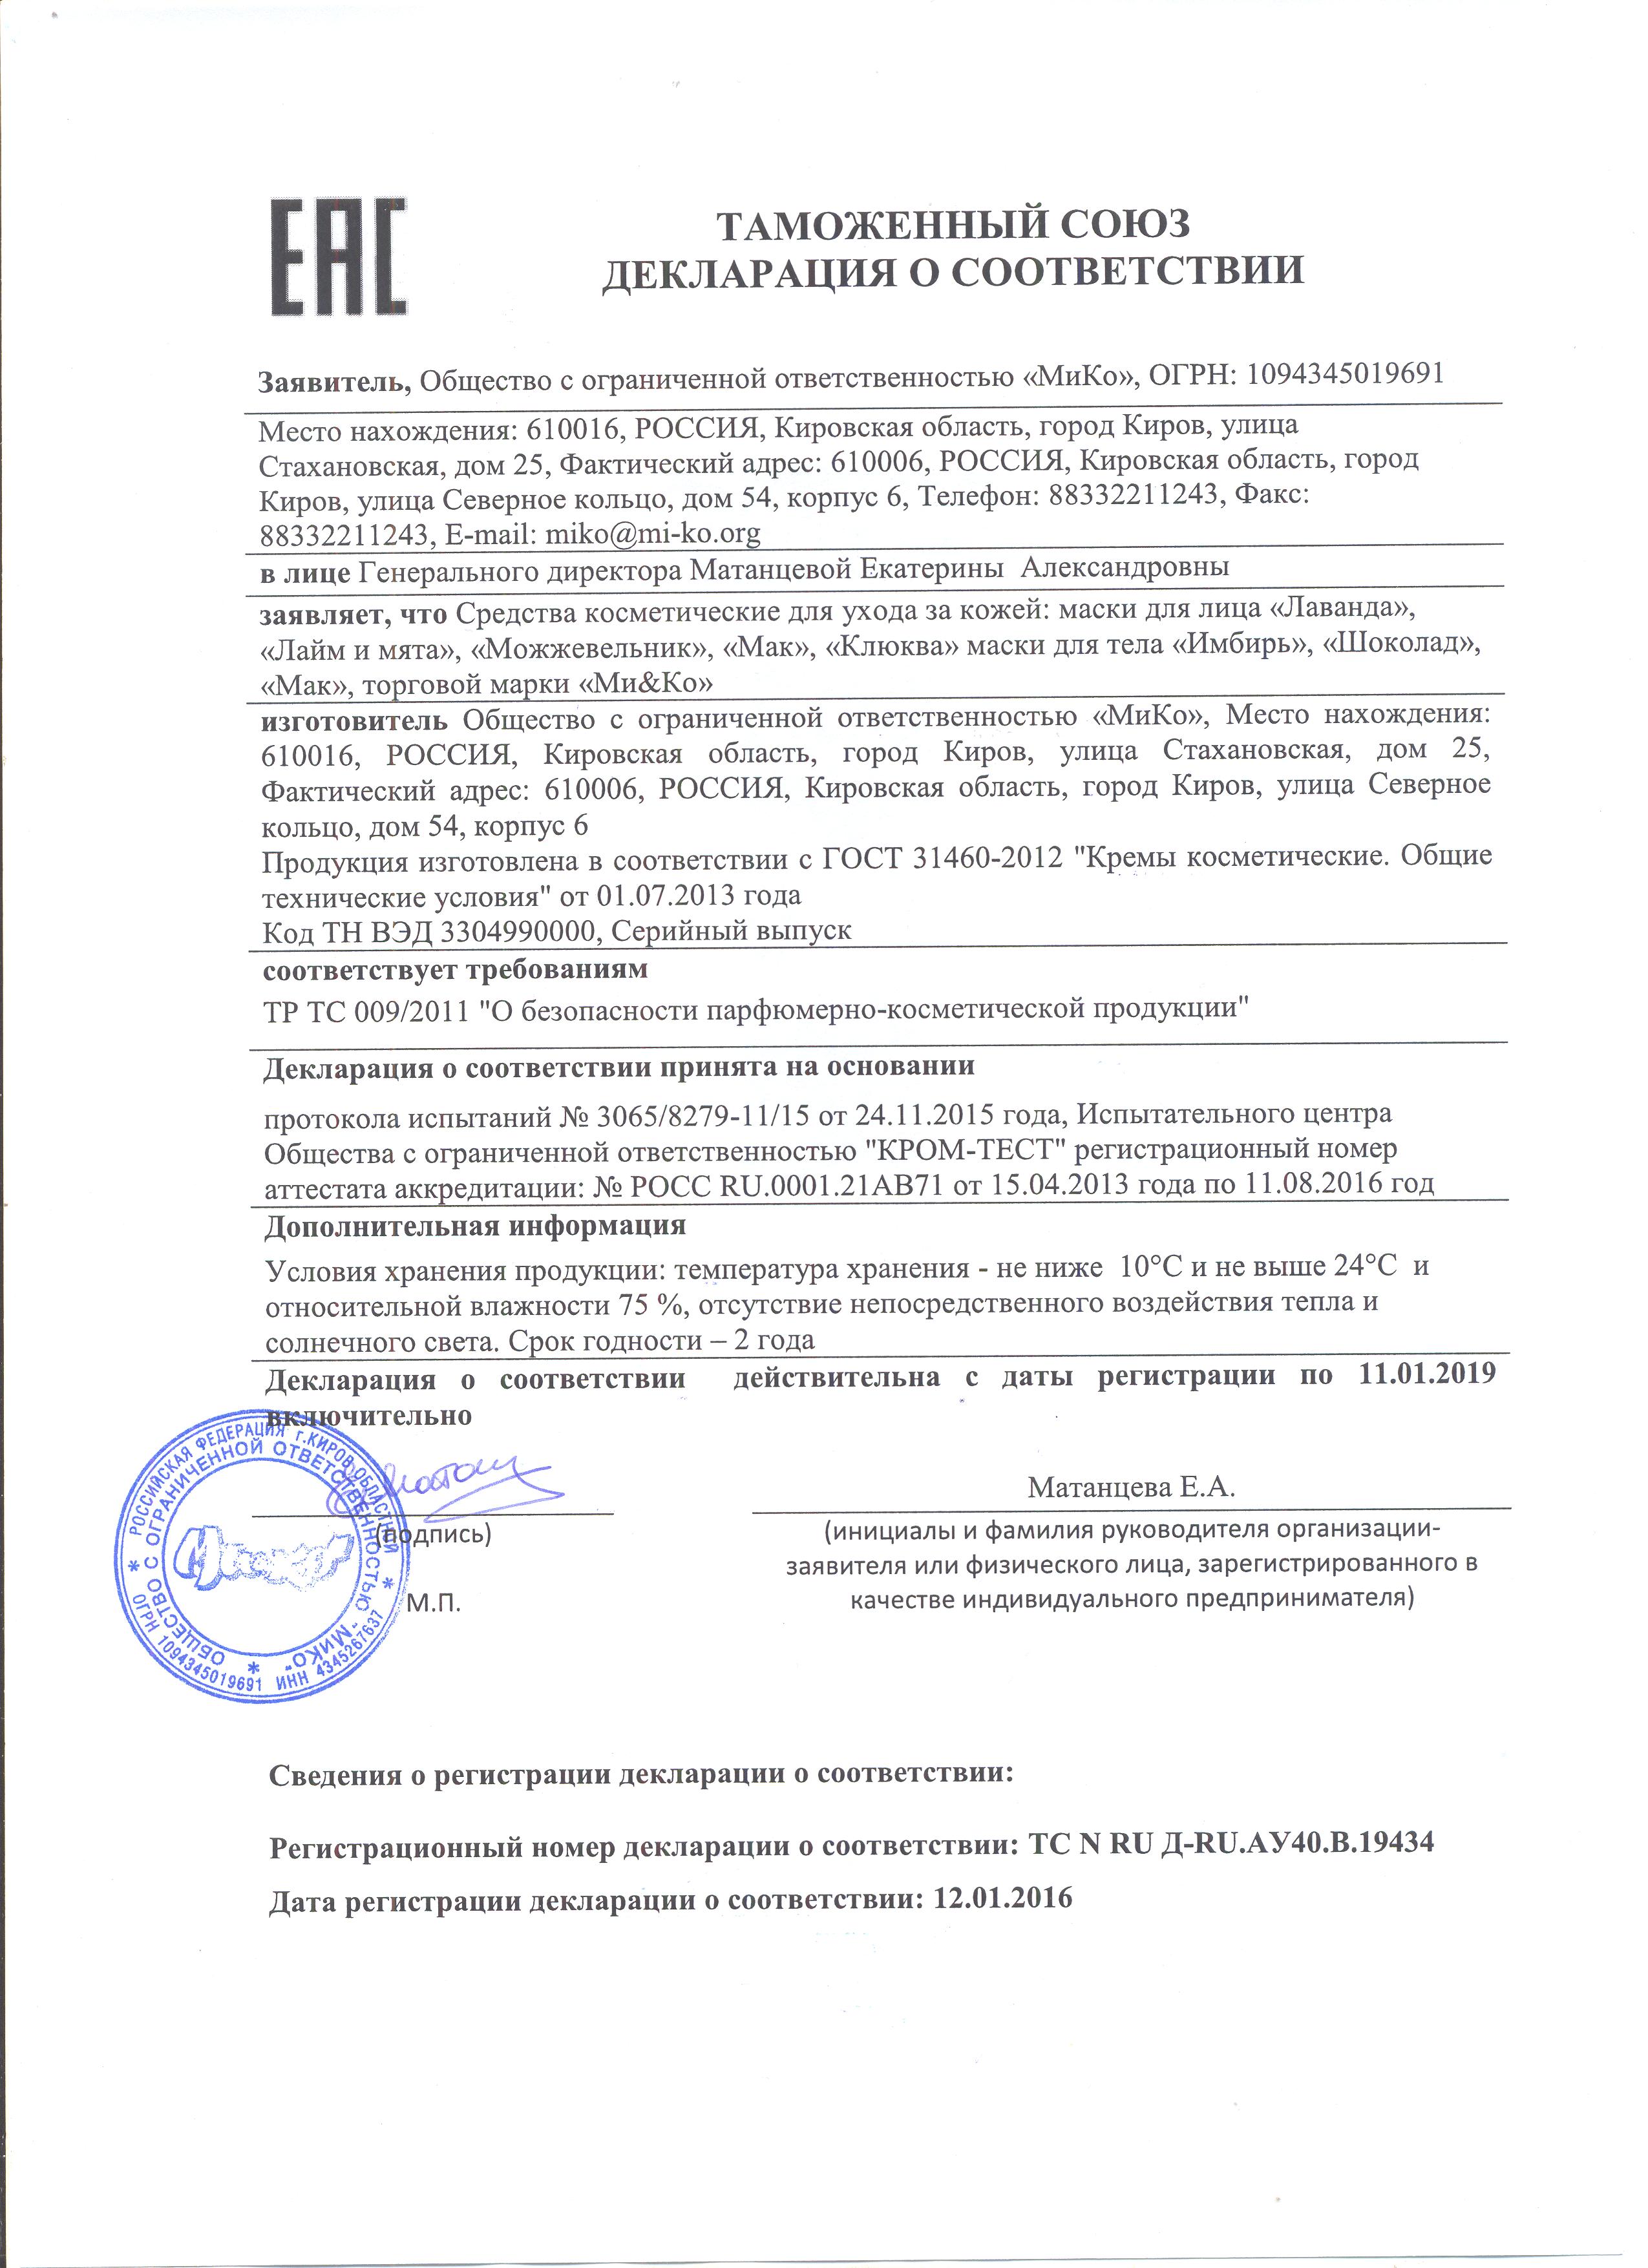 ЕАС
ТАМОЖЕННЫЙ СОЮЗ
ДЕКЛАРАЦИЯ О СООТВЕТСТВИИ
Заявитель, Общество с ограниченной ответственностью «МиКо», ОГРН: 1094345019691
Место нахождения: 610016, РОССИЯ, Кировская область, город Киров, улица
Стахановская, дом 25, Фактический адрес: 610006, РОССИЯ, Кировская область, город
Киров, улица Северное кольцо, дом 54, корпус 6, Телефон: 88332211243, Факс:
88332211243, E-mail: miko@mi-ko.org
в лице Генерального директора Матанцевой Екатерины Александровны
заявляет, что Средства косметические для ухода за кожей: маски для лица «Лаванда»,
«Лайм и мята», «Можжевельник», «Мак», «Клюква» маски для тела «Имбирь», «Шоколад»,
«Мак», торговой марки «Ми&Ко»
изготовитель Общество с ограниченной ответственностью «МиКо», Место нахождения:
610016, РОССИЯ, Кировская область, город Киров, улица Стахановская, дом 25,
Фактический адрес: 610006, РОССИЯ, Кировская область, город Киров, улица Северное
кольцо, дом 54, корпус 6
Продукция изготовлена в соответствии с ГОСТ 31460-2012 "Кремы косметические. Общие
технические условия" от 01.07.2013 года
Код ТН ВЭД 3304990000, Серийный выпуск
соответствует требованиям
ТР ТС 009/2011 "О безопасности парфюмерно-косметической продукции"
Декларация о соответствии принята на основании
протокола испытаний № 3065/8279-11/15 от 24.11.2015 года, Испытательного центра
Общества с ограниченной ответственностью "КРОМ-ТЕСТ" регистрационный номер
аттестата аккредитации: № РОСС RU.0001.21АВ71 от 15.04.2013 года по 11.08.2016 год
Дополнительная информация
Условия хранения продукции: температура хранения - не ниже 10°С и не выше 24°С и
относительной влажности 75 %, отсутствие непосредственного воздействия тепла и
солнечного света. Срок годности – 2 года
Декларация о соответствии действительна с даты регистрации по 11.01.2019
включительно
РОССИЙСКАЯ ФЕДЕРАЦИЯ г.КИРОВ ОБЛАСТНОЙ
ОБЩЕСТВО С ОГРАНИЧЕННОЙ ОТВЕТСТВЕННОСТЬЮ "МиКО"
ОГРН 1094345019691 ИНН 4345267637
Матанцева Е.А.
(подпись)
(инициалы и фамилия руководителя организации-
заявителя или физического лица, зарегистрированного в
качестве индивидуального предпринимателя)
М.П.
Сведения о регистрации декларации о соответствии:
Регистрационный номер декларации о соответствии: ТС N RU Д-RU.АУ40.В.19434
Дата регистрации декларации о соответствии: 12.01.2016